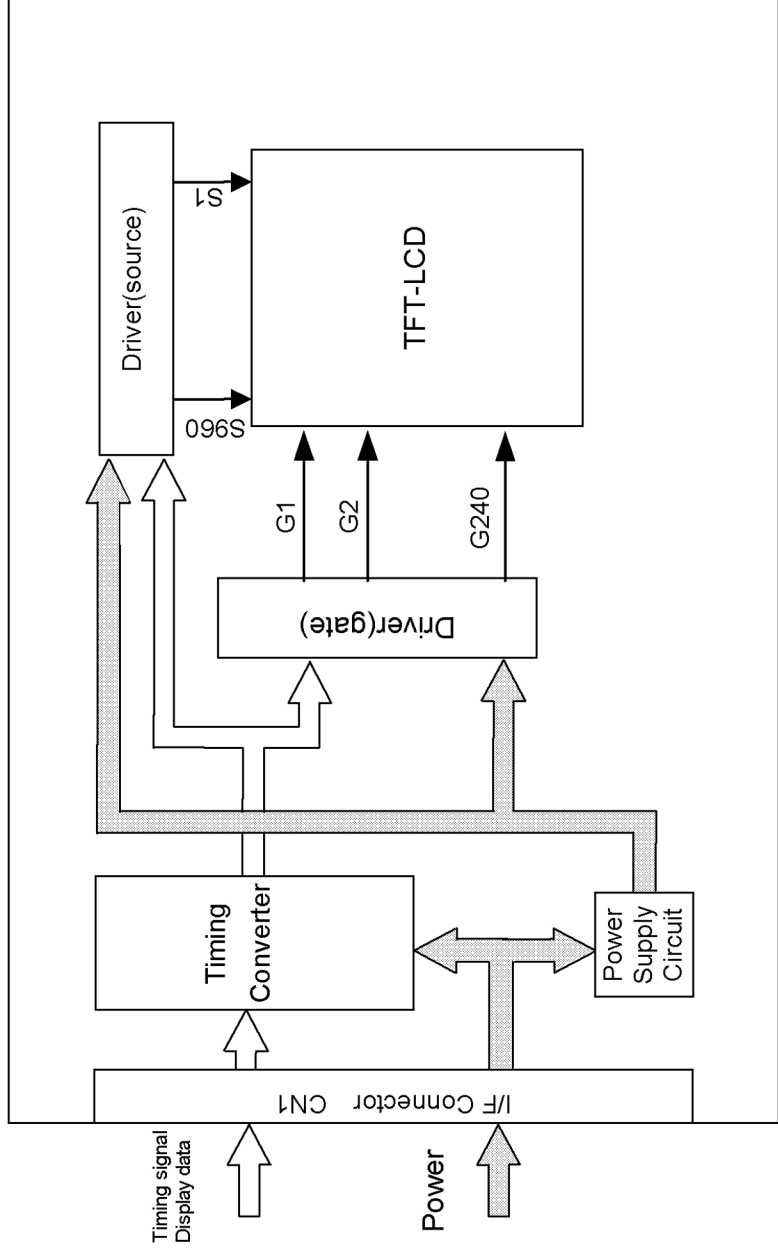 Driver(source)
S1
S960
TFT-LCD
G1
G2
G240
Driver(gate)
Timing
Converter
Power
Supply
Circuit
I/F Connector CN1
Timing signal
Display data
Power